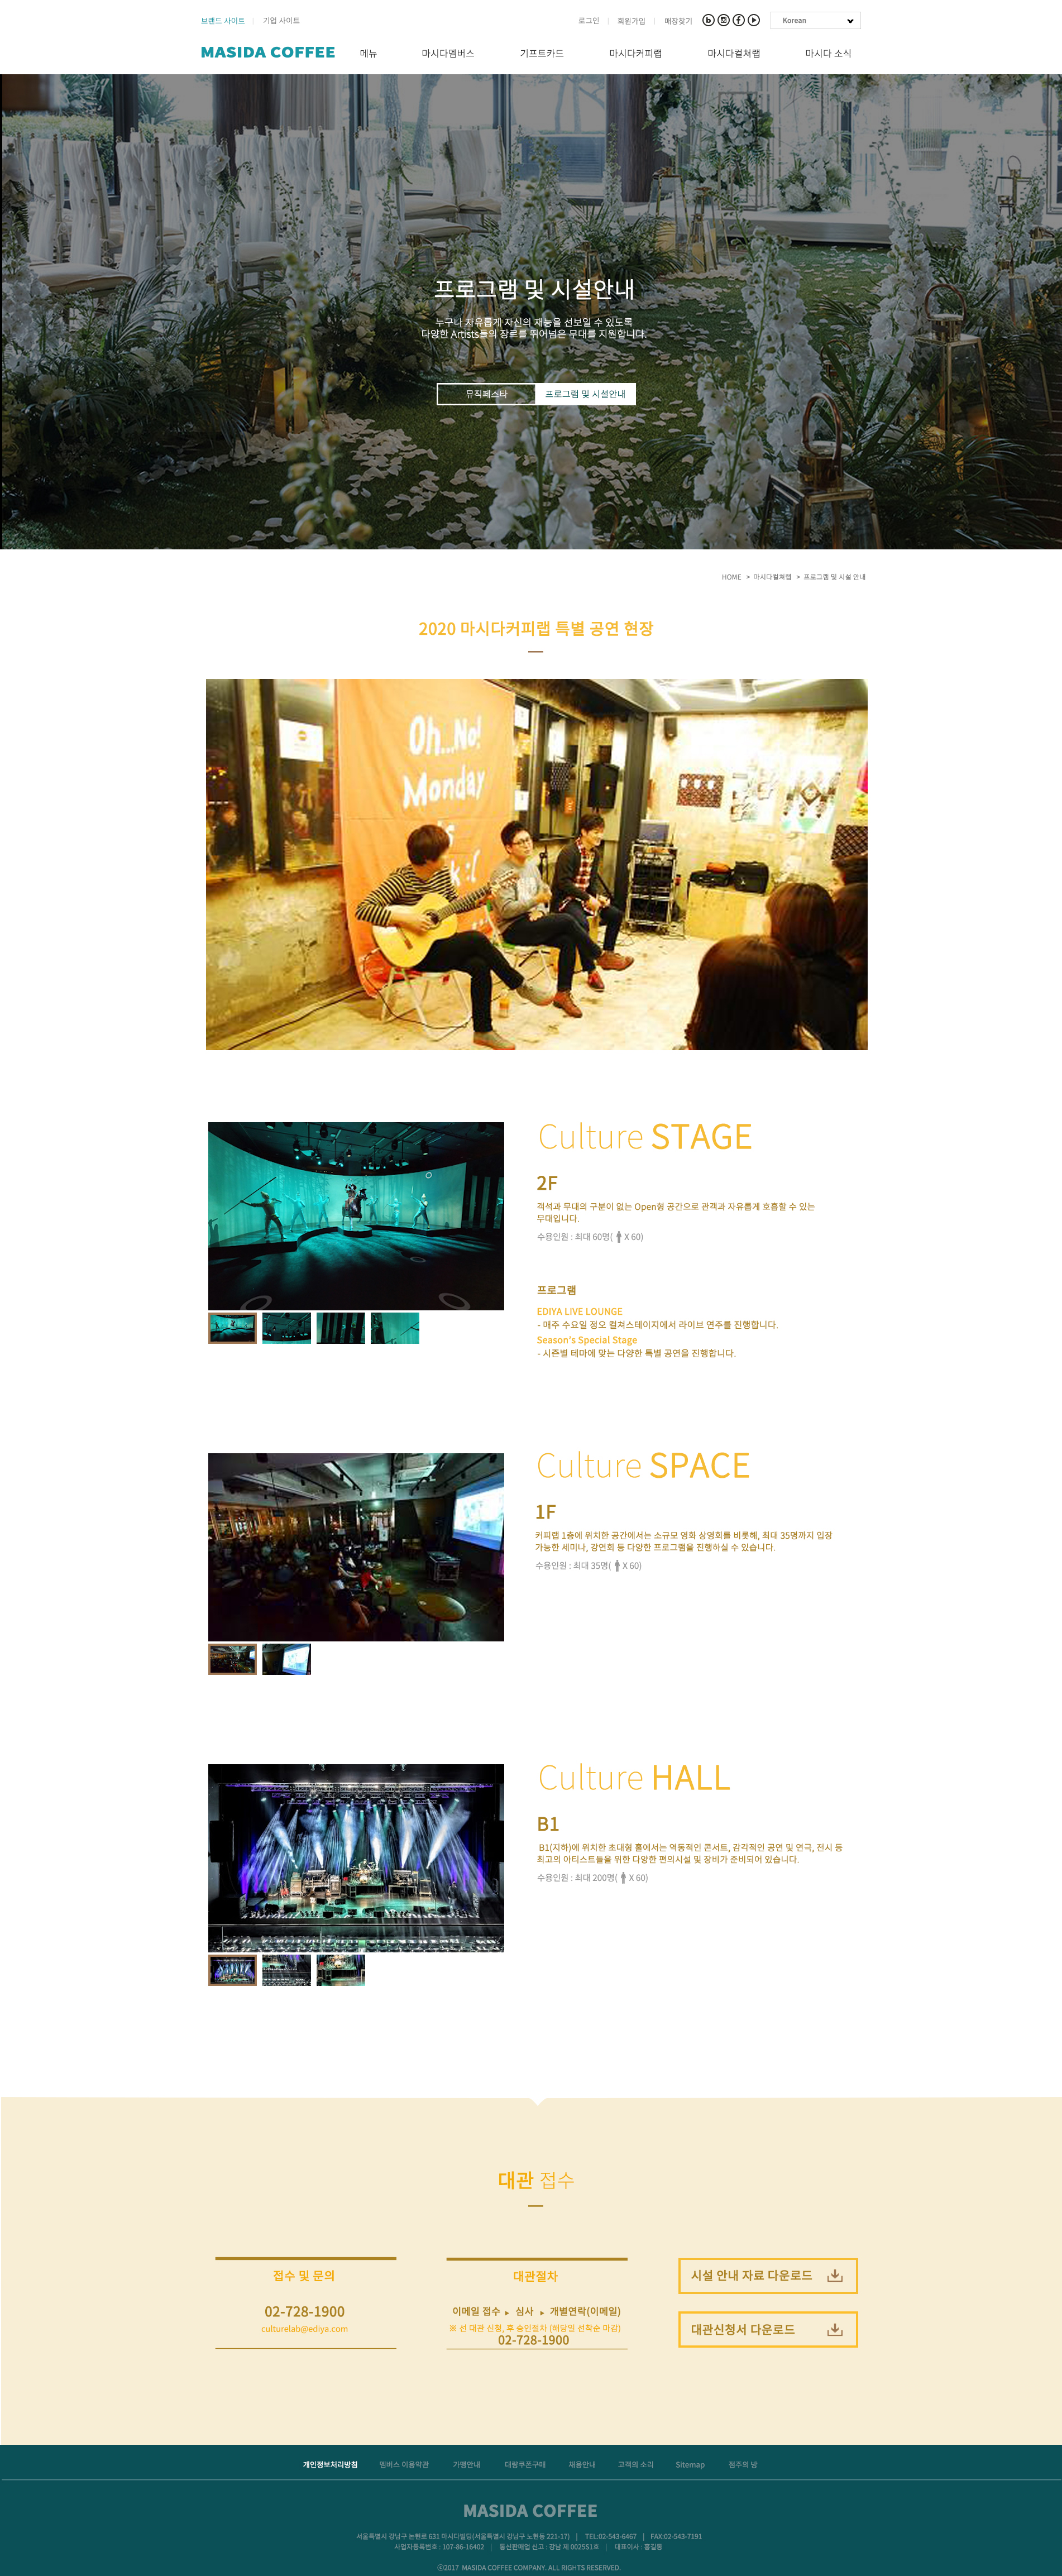 브랜드 사이트 | 기업 사이트
로그인 | 회원가입 | 매장찾기
Korean
MASIDA COFFEE
메뉴 마시다멤버스 기프트카드 마시다커피랩 마시다컬쳐랩 마시다 소식
프로그램 및 시설안내
누구나 자유롭게 자신의 재능을 선보일 수 있도록
다양한 Artists들의 장르를 뛰어넘은 무대를 지원합니다.
뮤직페스타 프로그램 및 시설안내
HOME > 마시다컬쳐랩 > 프로그램 및 시설 안내
2020 마시다커피랩 특별 공연 현장
Oh...No!
Monday
Culture STAGE
2F
객석과 무대의 구분이 없는 Open형 공간으로 관객과 자유롭게 호흡할 수 있는
무대입니다.
수용인원 : 최대 60명( X 60)
프로그램
EDIYA LIVE LOUNGE
- 매주 수요일 정오 컬쳐스테이지에서 라이브 연주를 진행합니다.
Season's Special Stage
- 시즌별 테마에 맞는 다양한 특별 공연을 진행합니다.
Culture SPACE
1F
커피랩 1층에 위치한 공간에서는 소규모 영화 상영회를 비롯해, 최대 35명까지 입장
가능한 세미나, 강연회 등 다양한 프로그램을 진행하실 수 있습니다.
수용인원 : 최대 35명( X 60)
Culture HALL
B1
B1(지하)에 위치한 초대형 홀에서는 역동적인 콘서트, 감각적인 공연 및 연극, 전시 등
최고의 아티스트들을 위한 다양한 편의시설 및 장비가 준비되어 있습니다.
수용인원 : 최대 200명( X 60)
대관 접수
접수 및 문의
02-728-1900
culturelab@ediya.com
대관절차
이메일 접수 ▶ 심사 ▶ 개별연락(이메일)
※ 선 대관 신청, 후 승인절차 (해당일 선착순 마감)
02-728-1900
시설 안내 자료 다운로드
대관신청서 다운로드
개인정보처리방침 멤버스 이용약관 가맹안내 대량쿠폰구매 채용안내 고객의 소리 Sitemap 점주의 방
MASIDA COFFEE
서울특별시 강남구 논현로 631 마시다빌딩(서울특별시 강남구 노현동 221-17) | TEL:02-543-6467 | FAX:02-543-7191
사업자등록번호 : 107-86-16402 | 통신판매업 신고 : 강남 제 0025S1호 | 대표이사 : 홍길동
ⓒ2017 MASIDA COFFEE COMPANY. ALL RIGHTS RESERVED.